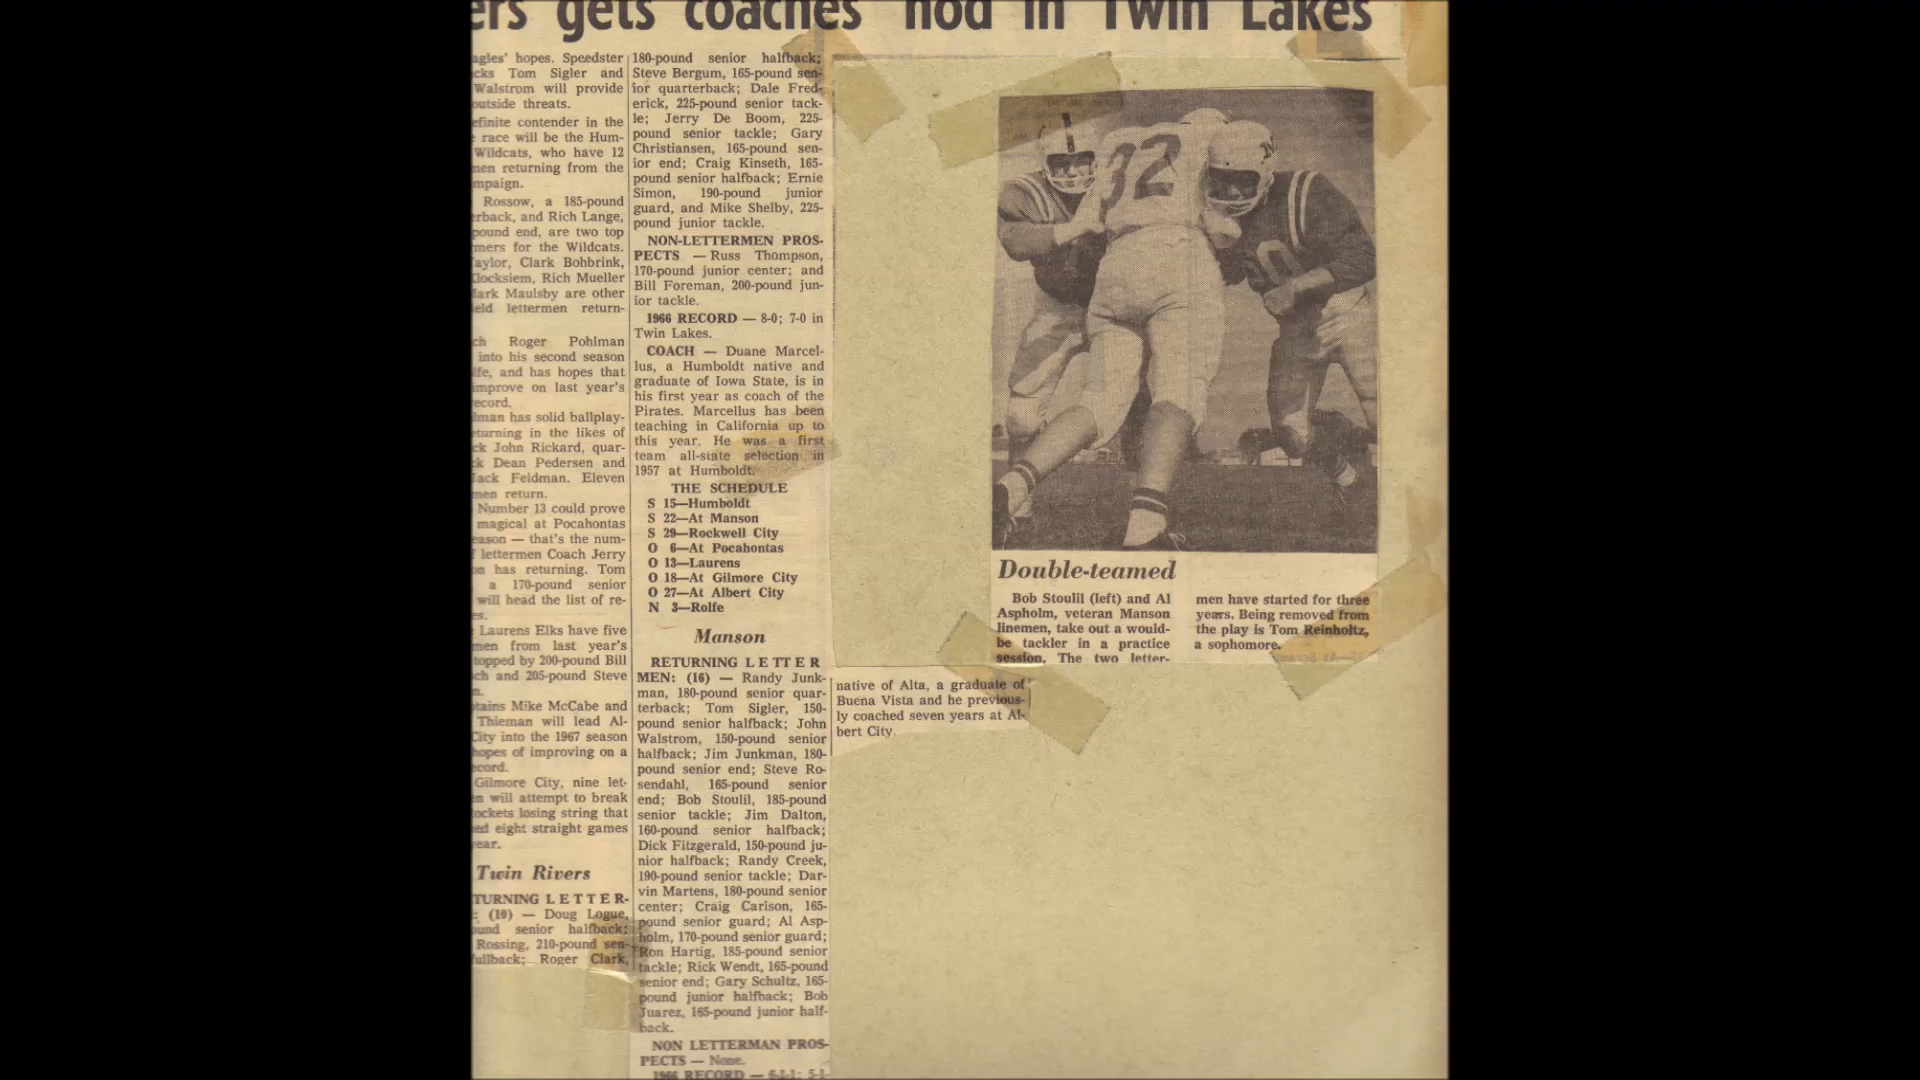 ers gets coaches nod in Twin Lakes
agles' hopes. Speedster
cks Tom Sigler and
Walstrom will provide
outside threats.
efinite contender in the
race will be the Hum-
Wildcats, who have 12
men returning from the
mpaign.
Rossow, a 185-pound
erback, and Rich Lange,
pound end, are two top
mers for the Wildcats.
Taylor, Clark Bohbrink,
Klocksiem, Rich Mueller
Mark Maulsby are other
eld lettermen return-
ch Roger Pohlman
into his second season
lfe, and has hopes that
improve on last year's
record.
lman has solid ballplay-
eturning in the likes of
ck John Rickard, quar-
k Dean Pedersen and
Jack Feldman. Eleven
men return.
Number 13 could prove
magical at Pocahontas
eason — that's the num-
f lettermen Coach Jerry
on has returning. Tom
a 170-pound senior
will head the list of re-
es.
Laurens Elks have five
men from last year's
topped by 200-pound Bill
ch and 205-pound Steve
n.
ptains Mike McCabe and
Thieman will lead Al-
City into the 1967 season
hopes of improving on a
ecord.
Gilmore City, nine let-
en will attempt to break
ockets losing string that
ed eight straight games
year.
Twin Rivers
TURNING LETTER-
: (10) — Doug Logue,
ound senior halfback;
Rossing, 210-pound sen-
fullback; Roger Clark,
180-pound senior halfback;
Steve Bergum, 165-pound sen-
ior quarterback; Dale Fred-
erick, 225-pound senior tack-
le; Jerry De Boom, 225-
pound senior tackle; Gary
Christiansen, 165-pound sen-
ior end; Craig Kinseth, 165-
pound senior halfback; Ernie
Simon, 190-pound junior
guard, and Mike Shelby, 225-
pound junior tackle.
NON-LETTERMEN PROS-
PECTS — Russ Thompson,
170-pound junior center; and
Bill Foreman, 200-pound jun-
ior tackle.
1966 RECORD — 8-0; 7-0 in
Twin Lakes.
COACH — Duane Marcel-
lus, a Humboldt native and
graduate of Iowa State, is in
his first year as coach of the
Pirates. Marcellus has been
teaching in California up to
this year. He was a first
team all-state selection in
1957 at Humboldt.
THE SCHEDULE
S 15—Humboldt
S 22—At Manson
S 29—Rockwell City
O 6—At Pocahontas
O 13—Laurens
O 18—At Gilmore City
O 27—At Albert City
N 3—Rolfe
Manson
RETURNING LETTER
MEN: (16) — Randy Junk-
man, 180-pound senior quar-
terback; Tom Sigler, 150-
pound senior halfback; John
Walstrom, 150-pound senior
halfback; Jim Junkman, 180-
pound senior end; Steve Ro-
sendahl, 165-pound senior
end; Bob Stoulil, 185-pound
senior tackle; Jim Dalton,
160-pound senior halfback;
Dick Fitzgerald, 150-pound ju-
nior halfback; Randy Creek,
190-pound senior tackle; Dar-
vin Martens, 180-pound senior
center; Craig Carlson, 165-
pound senior guard; Al Asp-
holm, 170-pound senior guard;
Ron Hartig, 185-pound senior
tackle; Rick Wendt, 165-pound
senior end; Gary Schultz, 165-
pound junior halfback; Bob
Juarez, 165-pound junior half-
back.
NON LETTERMAN PROS-
PECTS — None.
1966 RECORD — 6-1-1; 5-1-
32
Double-teamed
Bob Stoulil (left) and Al
Aspholm, veteran Manson
linemen, take out a would-
be tackler in a practice
session. The two letter-
men have started for three
years. Being removed from
the play is Tom Reinholtz,
a sophomore.
native of Alta, a graduate of
Buena Vista and he previous-
ly coached seven years at Al-
bert City.